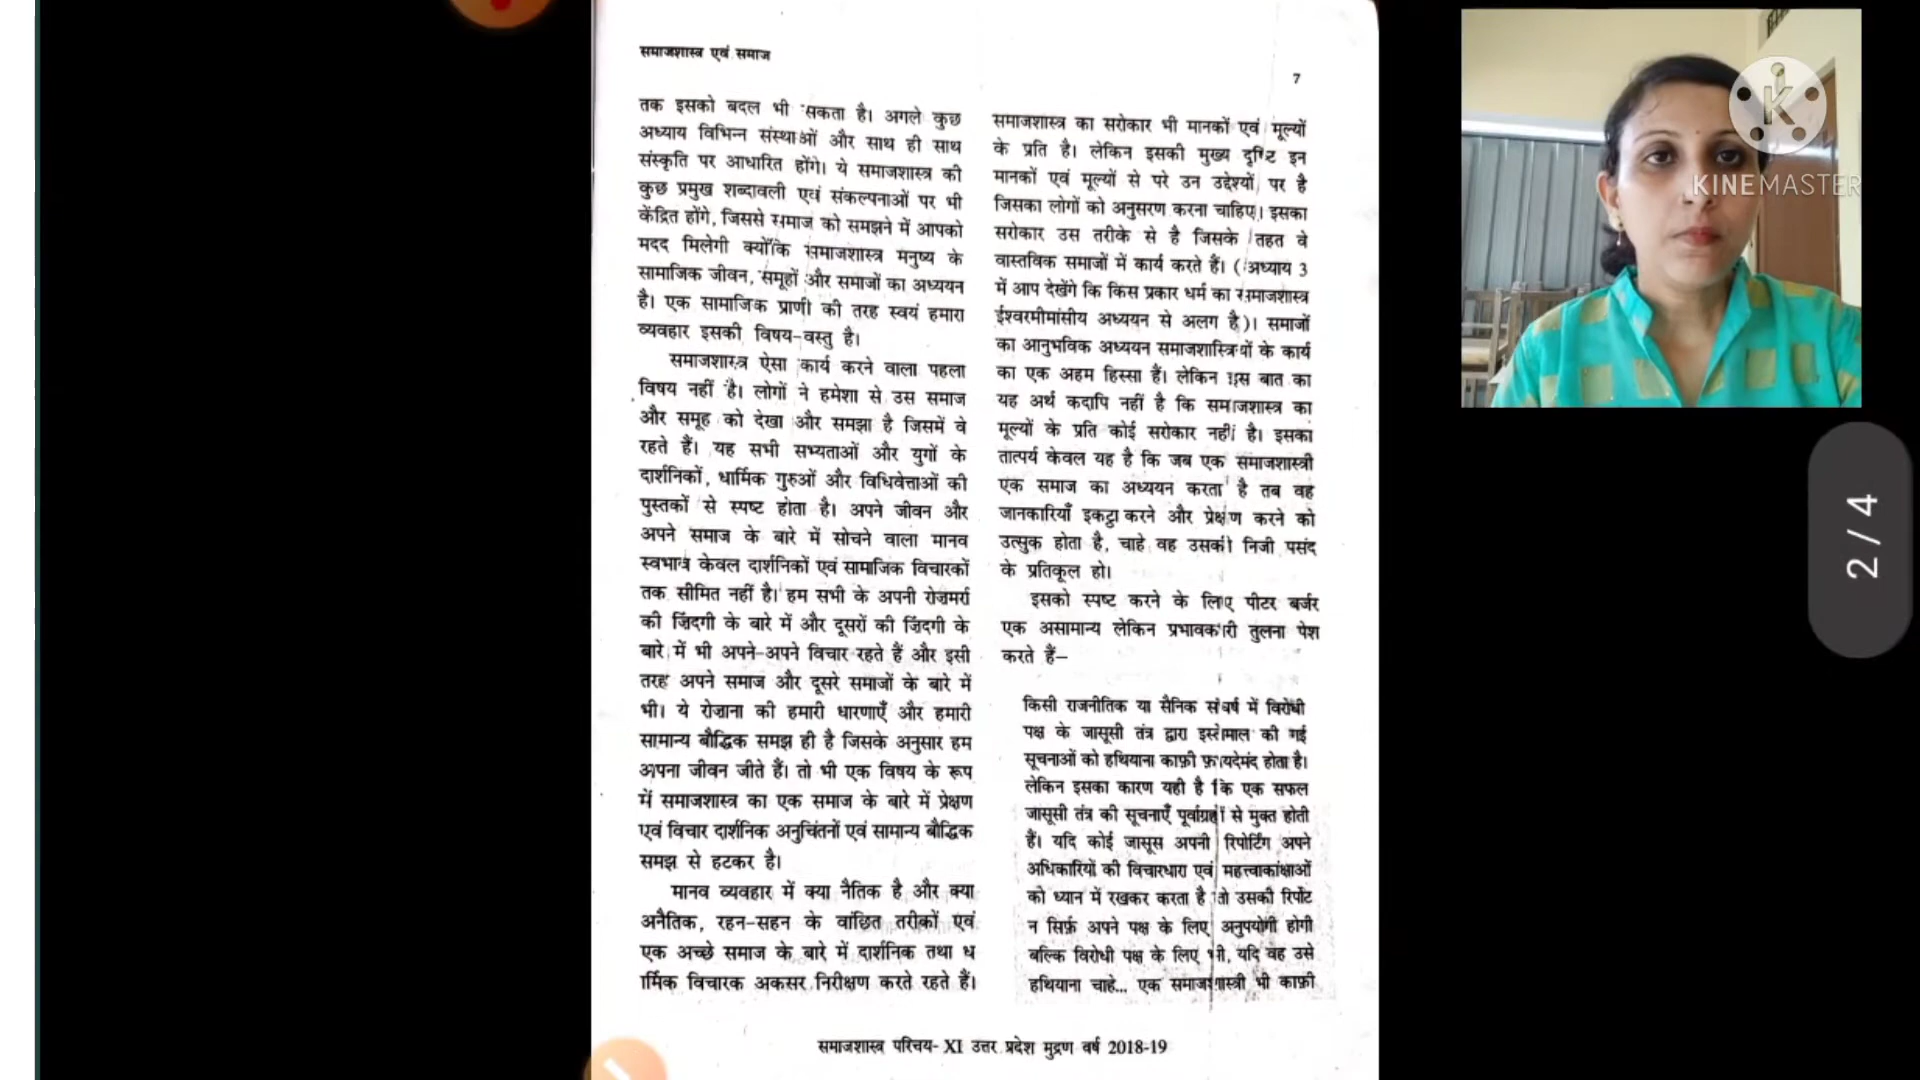 समाजशास्त्र एवं समाज
7
तक इसको बदल भी सकता है। अगले कुछ
अध्याय विभिन्न संस्थाओं और साथ ही साथ
संस्कृति पर आधारित होंगे। ये समाजशास्त्र की
कुछ प्रमुख शब्दावली एवं संकल्पनाओं पर भी
केंद्रित होंगे, जिससे समाज को समझने में आपको
मदद मिलेगी क्योंकि समाजशास्त्र मनुष्य के
सामाजिक जीवन, समूहों और समाजों का अध्ययन
है। एक सामाजिक प्राणी की तरह स्वयं हमारा
व्यवहार इसकी विषय-वस्तु है।
समाजशास्त्र ऐसा कार्य करने वाला पहला
विषय नहीं है। लोगों ने हमेशा से उस समाज
और समूह को देखा और समझा है जिसमें वे
रहते हैं। यह सभी सभ्यताओं और युगों के
दार्शनिकों, धार्मिक गुरुओं और विधिवेत्ताओं की
पुस्तकों से स्पष्ट होता है। अपने जीवन और
अपने समाज के बारे में सोचने वाला मानव
स्वभाव केवल दार्शनिकों एवं सामाजिक विचारकों
तक सीमित नहीं है। हम सभी के अपनी रोज़मर्रा
की ज़िंदगी के बारे में और दूसरों की ज़िंदगी के
बारे में भी अपने-अपने विचार रहते हैं और इसी
तरह अपने समाज और दूसरे समाजों के बारे में
भी। ये रोज़ाना की हमारी धारणाएँ और हमारी
सामान्य बौद्धिक समझ ही है जिसके अनुसार हम
अपना जीवन जीते हैं। तो भी एक विषय के रूप
में समाजशास्त्र का एक समाज के बारे में प्रेक्षण
एवं विचार दार्शनिक अनुचिंतनों एवं सामान्य बौद्धिक
समझ से हटकर है।
मानव व्यवहार में क्या नैतिक है और क्या
अनैतिक, रहन-सहन के वांछित तरीकों एवं
एक अच्छे समाज के बारे में दार्शनिक तथा ध
र्मिक विचारक अकसर निरीक्षण करते रहते हैं।
समाजशास्त्र का सरोकार भी मानकों एवं मूल्यों
के प्रति है। लेकिन इसकी मुख्य दृष्टि इन
मानकों एवं मूल्यों से परे उन उद्देश्यों पर है
जिसका लोगों को अनुसरण करना चाहिए। इसका
सरोकार उस तरीके से है जिसके तहत वे
वास्तविक समाजों में कार्य करते हैं। (अध्याय 3
में आप देखेंगे कि किस प्रकार धर्म का समाजशास्त्र
ईश्वरमीमांसीय अध्ययन से अलग है)। समाजों
का आनुभविक अध्ययन समाजशास्त्रियों के कार्य
का एक अहम हिस्सा हैं। लेकिन इस बात का
यह अर्थ कदापि नहीं है कि समाजशास्त्र का
मूल्यों के प्रति कोई सरोकार नहीं है। इसका
तात्पर्य केवल यह है कि जब एक समाजशास्त्री
एक समाज का अध्ययन करता है तब वह
जानकारियाँ इकट्ठा करने और प्रेक्षण करने को
उत्सुक होता है, चाहे वह उसकी निजी पसंद
के प्रतिकूल हो।
इसको स्पष्ट करने के लिए पीटर बर्जर
एक असामान्य लेकिन प्रभावकारी तुलना पेश
करते हैं–
किसी राजनीतिक या सैनिक संघर्ष में विरोधी
पक्ष के जासूसी तंत्र द्वारा इस्तेमाल की गई
सूचनाओं को हथियाना काफ़ी फ़ायदेमंद होता है।
लेकिन इसका कारण यही है कि एक सफल
जासूसी तंत्र की सूचनाएँ पूर्वाग्रहों से मुक्त होती
हैं। यदि कोई जासूस अपनी रिपोर्टिंग अपने
अधिकारियों की विचारधारा एवं महत्त्वाकांक्षाओं
को ध्यान में रखकर करता है तो उसकी रिपोर्ट
न सिर्फ़ अपने पक्ष के लिए अनुपयोगी होगी
बल्कि विरोधी पक्ष के लिए भी, यदि वह उसे
हथियाना चाहे... एक समाजशास्त्री भी काफ़ी
समाजशास्त्र परिचय- XI उत्तर प्रदेश मुद्रण वर्ष 2018-19
K
KINEMASTER
2/4